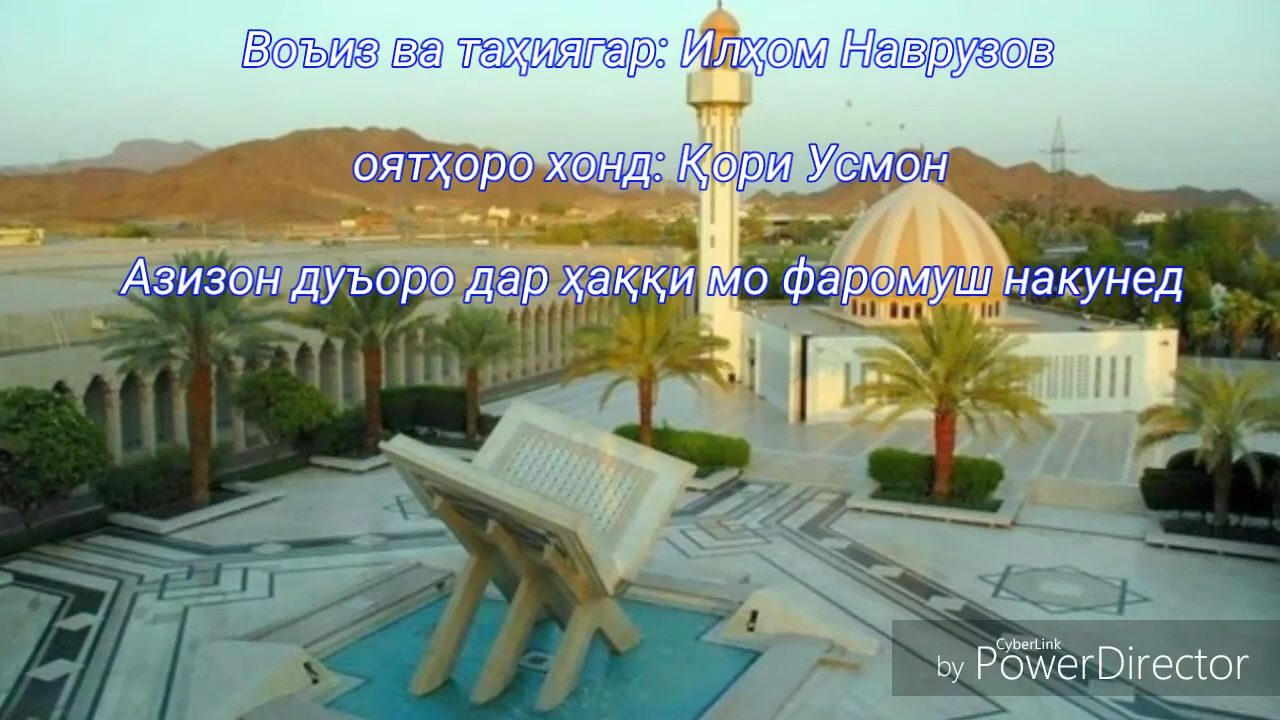 Воъиз ва таҳиягар: Илҳом Наврузов
оятҳоро хонд: Қори Усмон
Азизон дуъоро дар ҳаққи мо фаромуш накунед
CyberLink
by PowerDirector